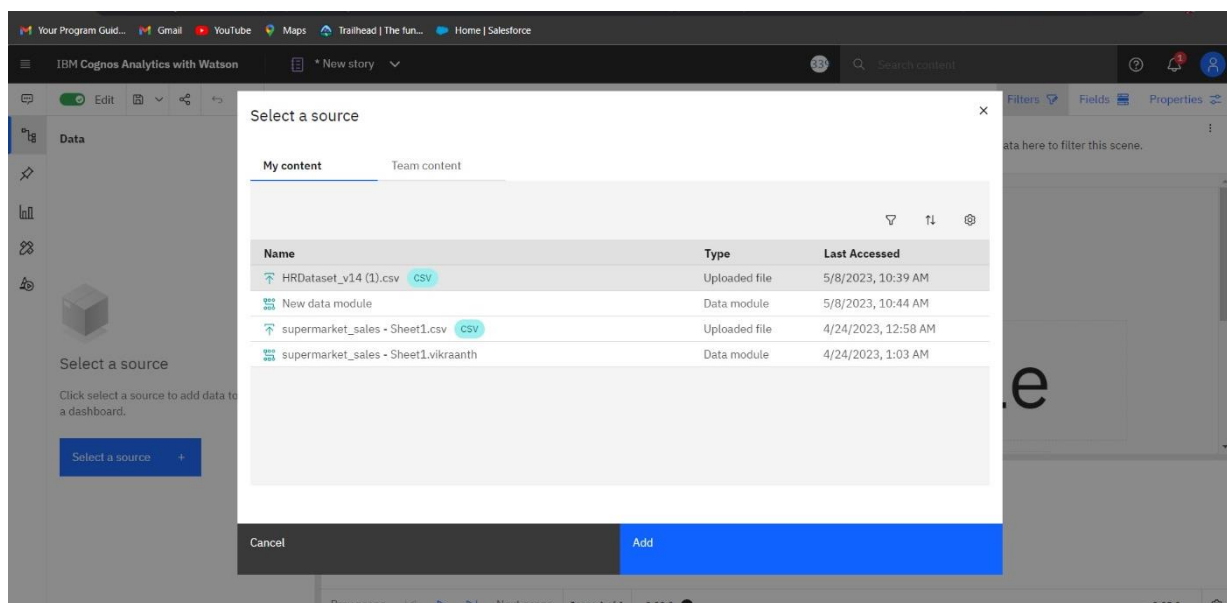 Your Program Guid... Gmail YouTube Maps Trailhead | The fun... Home | Salesforce
IBM Cognos Analytics with Watson * New story 339 Search content 1
Edit Filters Fields Properties
Data
Select a source
ata here to filter this scene.
My content Team content
Name Type Last Accessed
HRDataset_v14 (1).csv CSV Uploaded file 5/8/2023, 10:39 AM
New data module Data module 5/8/2023, 10:44 AM
supermarket_sales - Sheet1.csv CSV Uploaded file 4/24/2023, 12:58 AM
supermarket_sales - Sheet1.vikraanth Data module 4/24/2023, 1:03 AM
Select a source
Click select a source to add data to
a dashboard.
le
Select a source +
Cancel Add